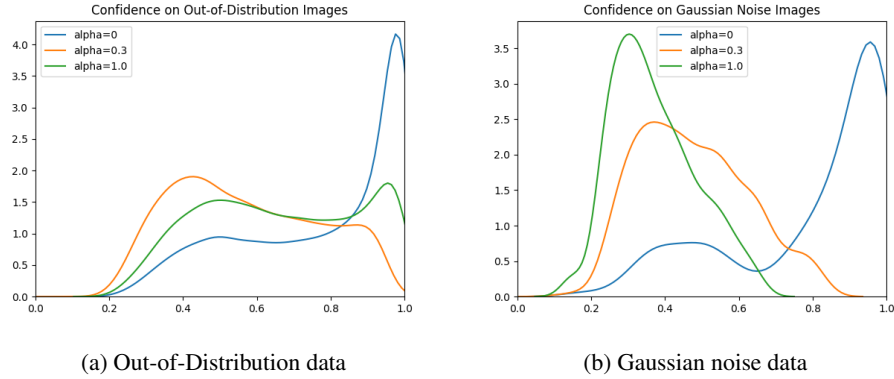 Confidence on Out-of-Distribution Images
alpha=0
alpha=0.3
alpha=1.0
4.0
3.5
3.0
2.5
2.0
1.5
1.0
0.5
0.0
0.0 0.2 0.4 0.6 0.8 1.0
(a) Out-of-Distribution data
Confidence on Gaussian Noise Images
alpha=0
alpha=0.3
alpha=1.0
3.5
3.0
2.5
2.0
1.5
1.0
0.5
0.0
0.0 0.2 0.4 0.6 0.8 1.0
(b) Gaussian noise data